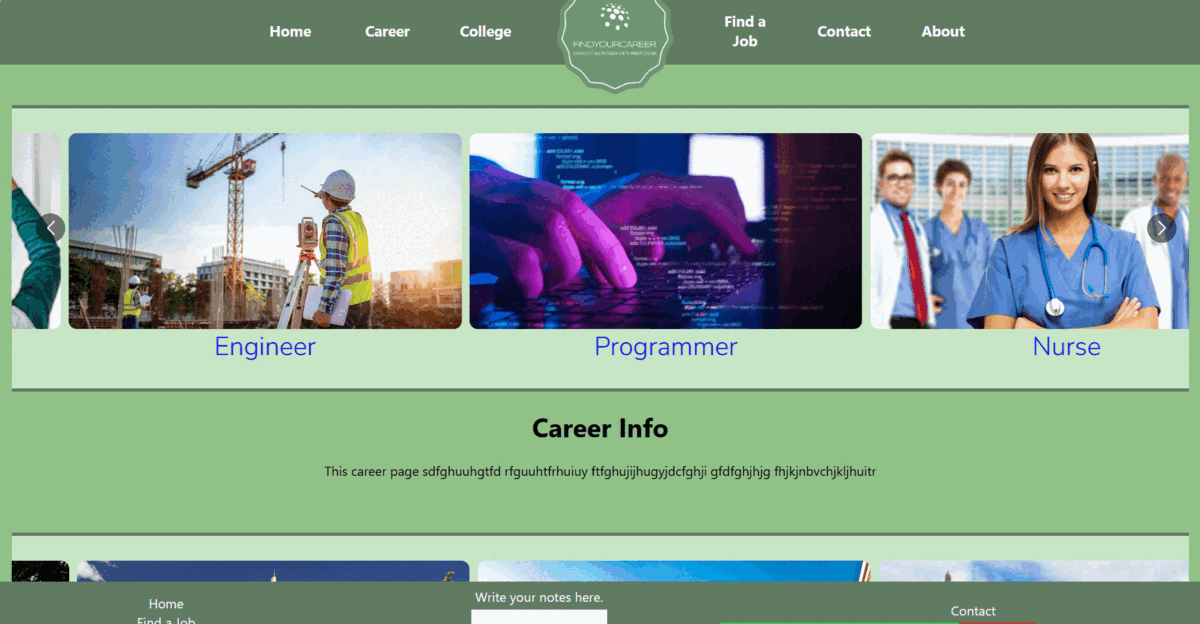 Home
Career
College
FINDYOURCAREER
Find a
Job
Contact
About
Engineer
Programmer
Nurse
Career Info
This career page sdfghuuhgtfd rfguuhtfrhuiuy ftfghujijhugyjdcfghji gfdfghjhjg fhjkjnbvchjkljhuitr
Home
Find a Job
Write your notes here.
Contact